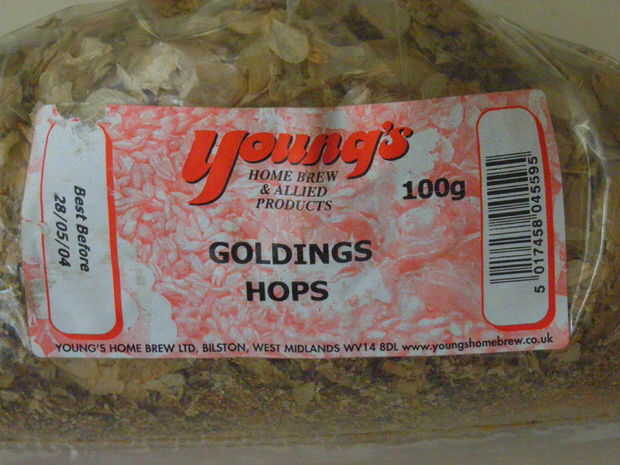 Young's
HOME BREW
& ALLIED
PRODUCTS
100g
GOLDINGS
HOPS
Best Before
28/05/04
5 017458 045595
YOUNG'S HOME BREW LTD, BILSTON, WEST MIDLANDS WV14 8DL www.youngshomebrew.co.uk